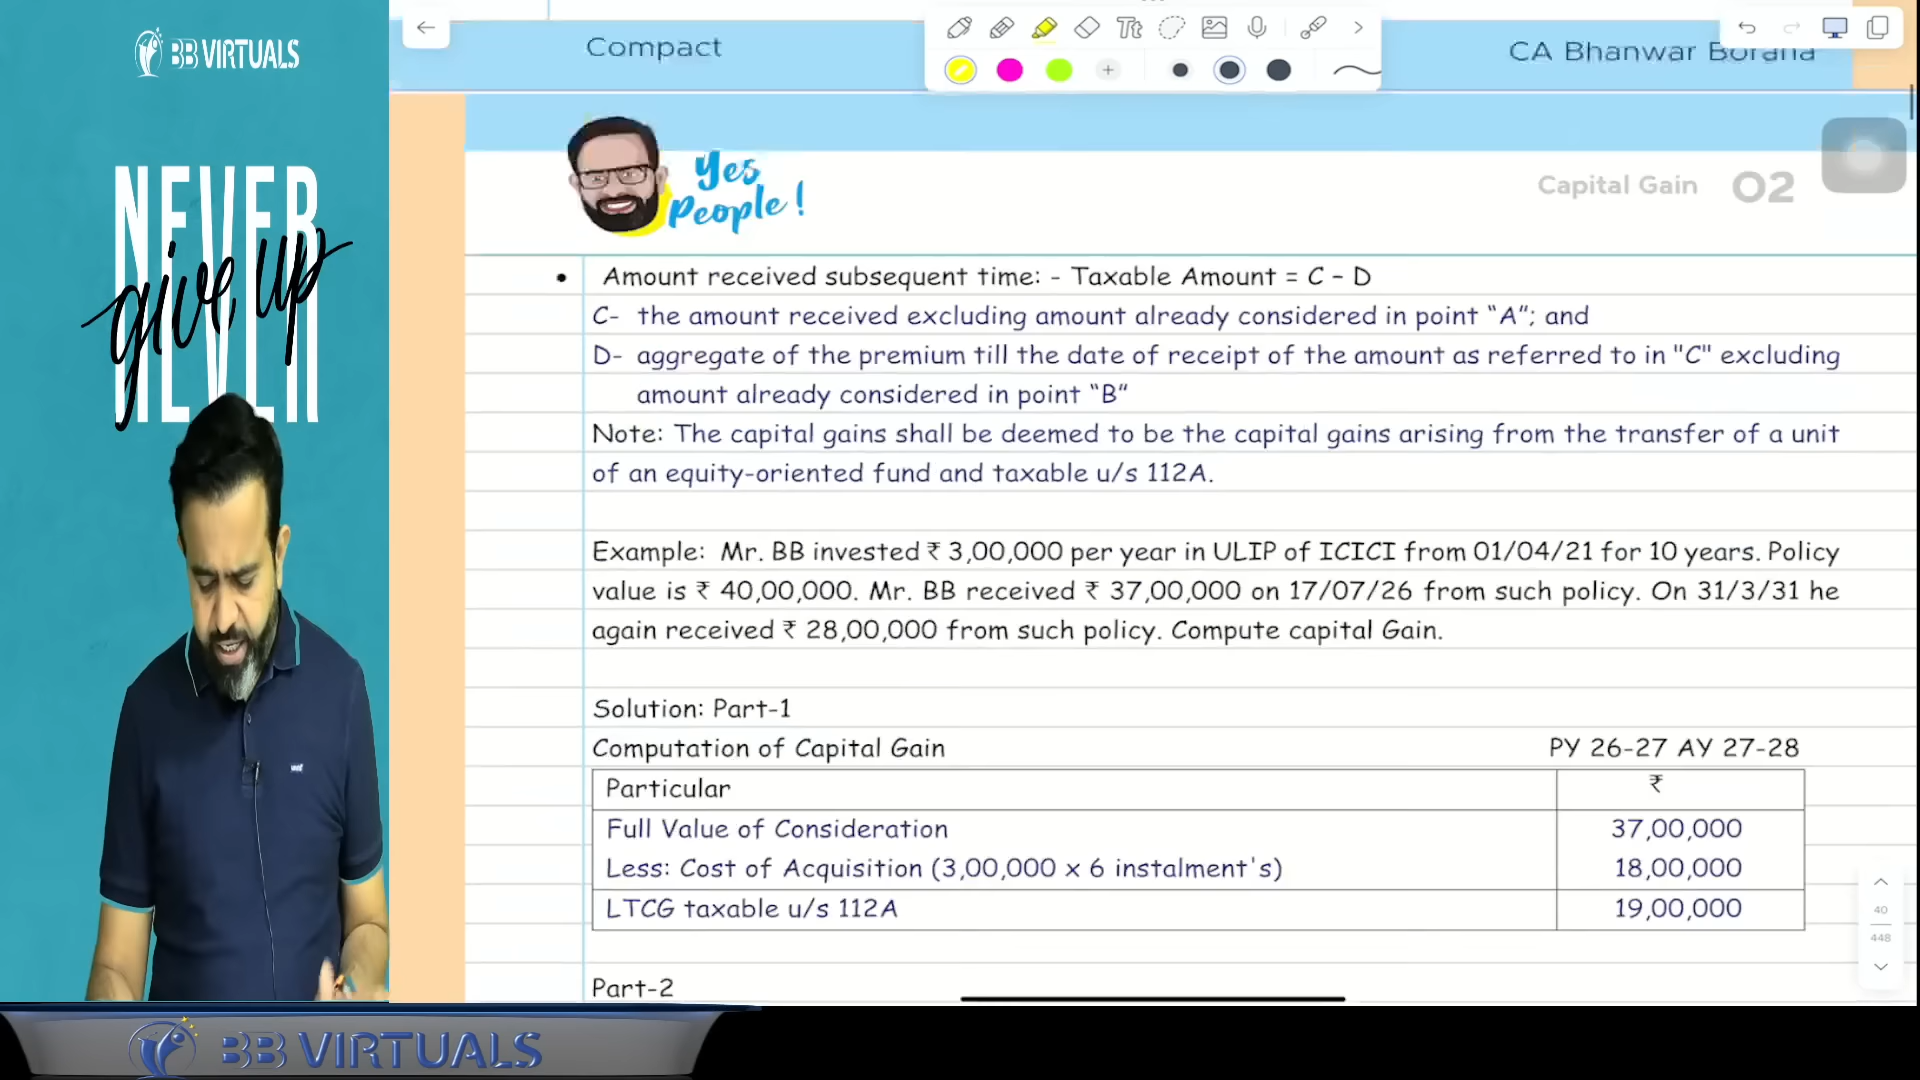 BB VIRTUALS
NEVER
give up
NEVER
Compact
Tt
CA Bhanwar Borana
Yes
People!
Capital Gain 02
• Amount received subsequent time: - Taxable Amount = C – D
C- the amount received excluding amount already considered in point “A”; and
D- aggregate of the premium till the date of receipt of the amount as referred to in "C" excluding
amount already considered in point “B”
Note: The capital gains shall be deemed to be the capital gains arising from the transfer of a unit
of an equity-oriented fund and taxable u/s 112A.
Example: Mr. BB invested ₹ 3,00,000 per year in ULIP of ICICI from 01/04/21 for 10 years. Policy
value is ₹ 40,00,000. Mr. BB received ₹ 37,00,000 on 17/07/26 from such policy. On 31/3/31 he
again received ₹ 28,00,000 from such policy. Compute capital Gain.
Solution: Part-1
Computation of Capital Gain PY 26-27 AY 27-28
Particular ₹
Full Value of Consideration 37,00,000
Less: Cost of Acquisition (3,00,000 x 6 instalment's) 18,00,000
LTCG taxable u/s 112A 19,00,000
40
448
Part-2
BB VIRTUALS